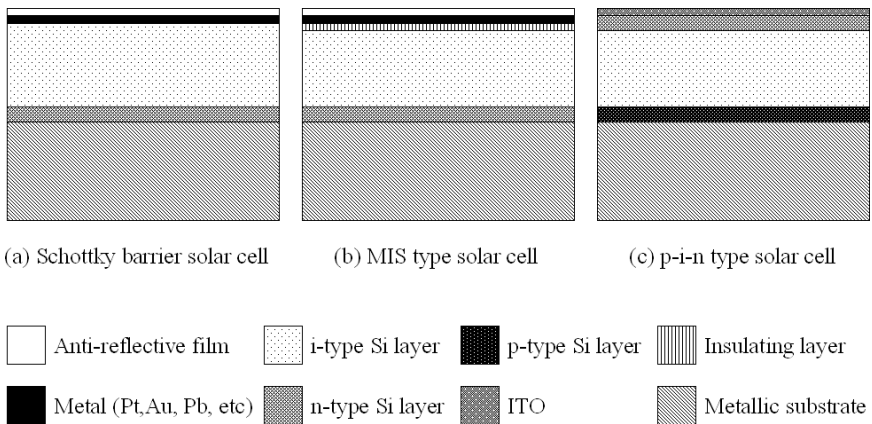 (a) Schottky barrier solar cell
(b) MIS type solar cell
(c) p-i-n type solar cell
Anti-reflective film
i-type Si layer
p-type Si layer
Insulating layer
Metal (Pt,Au, Pb, etc)
n-type Si layer
ITO
Metallic substrate